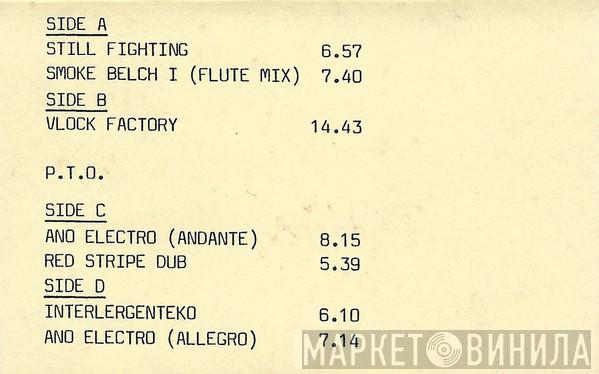 SIDE A
STILL FIGHTING 6.57
SMOKE BELCH I (FLUTE MIX) 7.40
SIDE B
VLOCK FACTORY 14.43
P.T.O.
SIDE C
ANO ELECTRO (ANDANTE) 8.15
RED STRIPE DUB 5.39
SIDE D
INTERLERGENTEKO 6.10
ANO ELECTRO (ALLEGRO) 7.14
МАРКЕТ ВИНИЛА